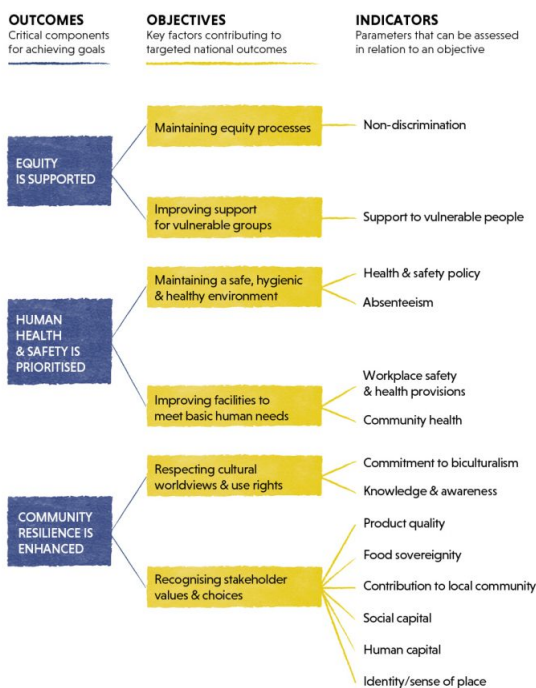 OUTCOMES
Critical components
for achieving goals
OBJECTIVES
Key factors contributing to
targeted national outcomes
INDICATORS
Parameters that can be assessed
in relation to an objective
EQUITY
IS SUPPORTED
Maintaining equity processes
Non-discrimination
Improving support
for vulnerable groups
Support to vulnerable people
HUMAN
HEALTH
& SAFETY IS
PRIORITISED
Maintaining a safe, hygienic
& healthy environment
Health & safety policy
Absenteeism
Improving facilities to
meet basic human needs
Workplace safety
& health provisions
Community health
COMMUNITY
RESILIENCE IS
ENHANCED
Respecting cultural
worldviews & use rights
Commitment to biculturalism
Knowledge & awareness
Recognising stakeholder
values & choices
Product quality
Food sovereignity
Contribution to local community
Social capital
Human capital
Identity/sense of place